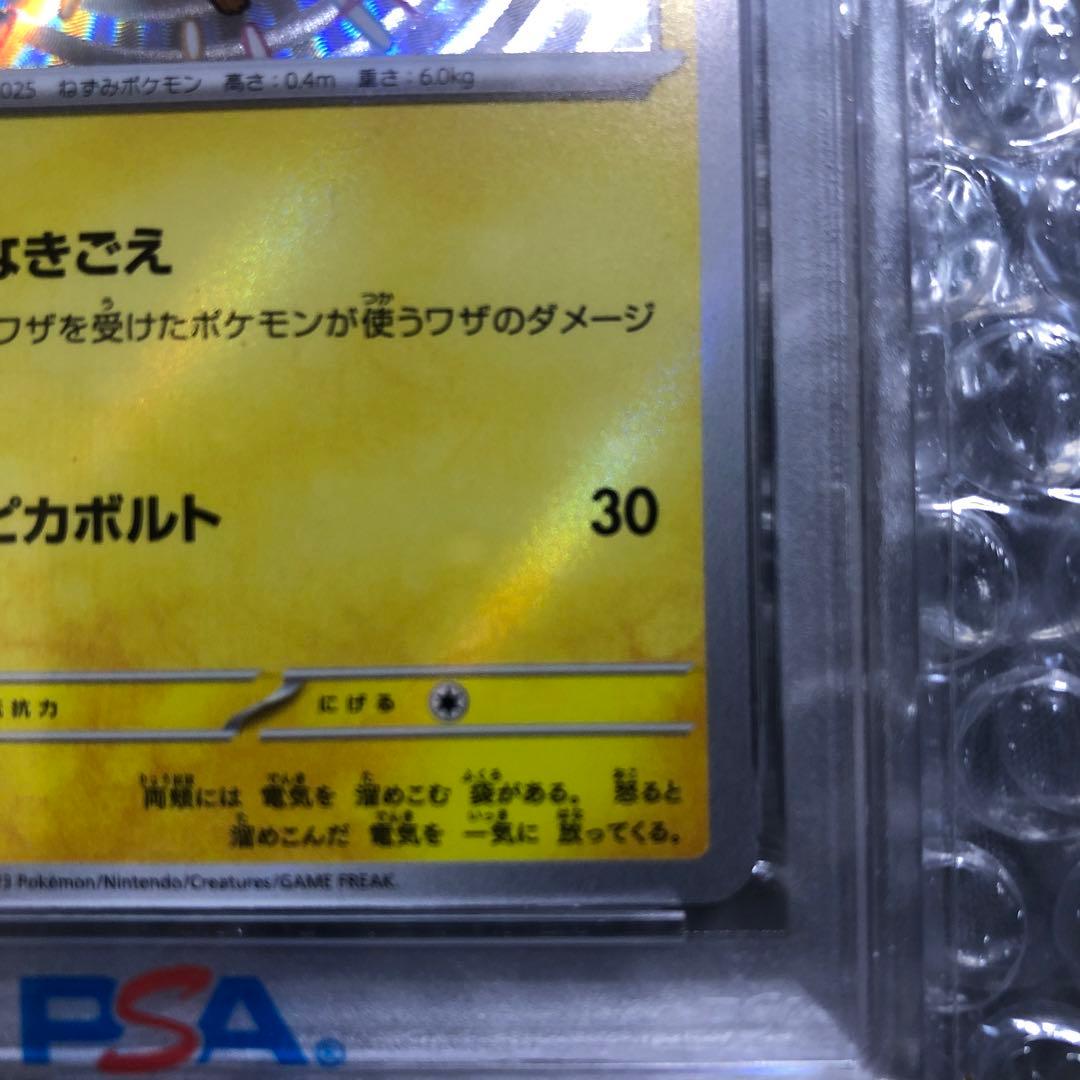 025 ねずみポケモン 高さ：0.4m 重さ：6.0kg
なきごえ
ワザを受けたポケモンが使うワザのダメージ
ピカボルト 30
抗力 にげる
両頬には 電気を 溜めこむ 袋がある。 怒ると
溜めこんだ 電気を 一気に 放ってくる。
3 Pokémon/Nintendo/Creatures/GAME FREAK.
PSA®